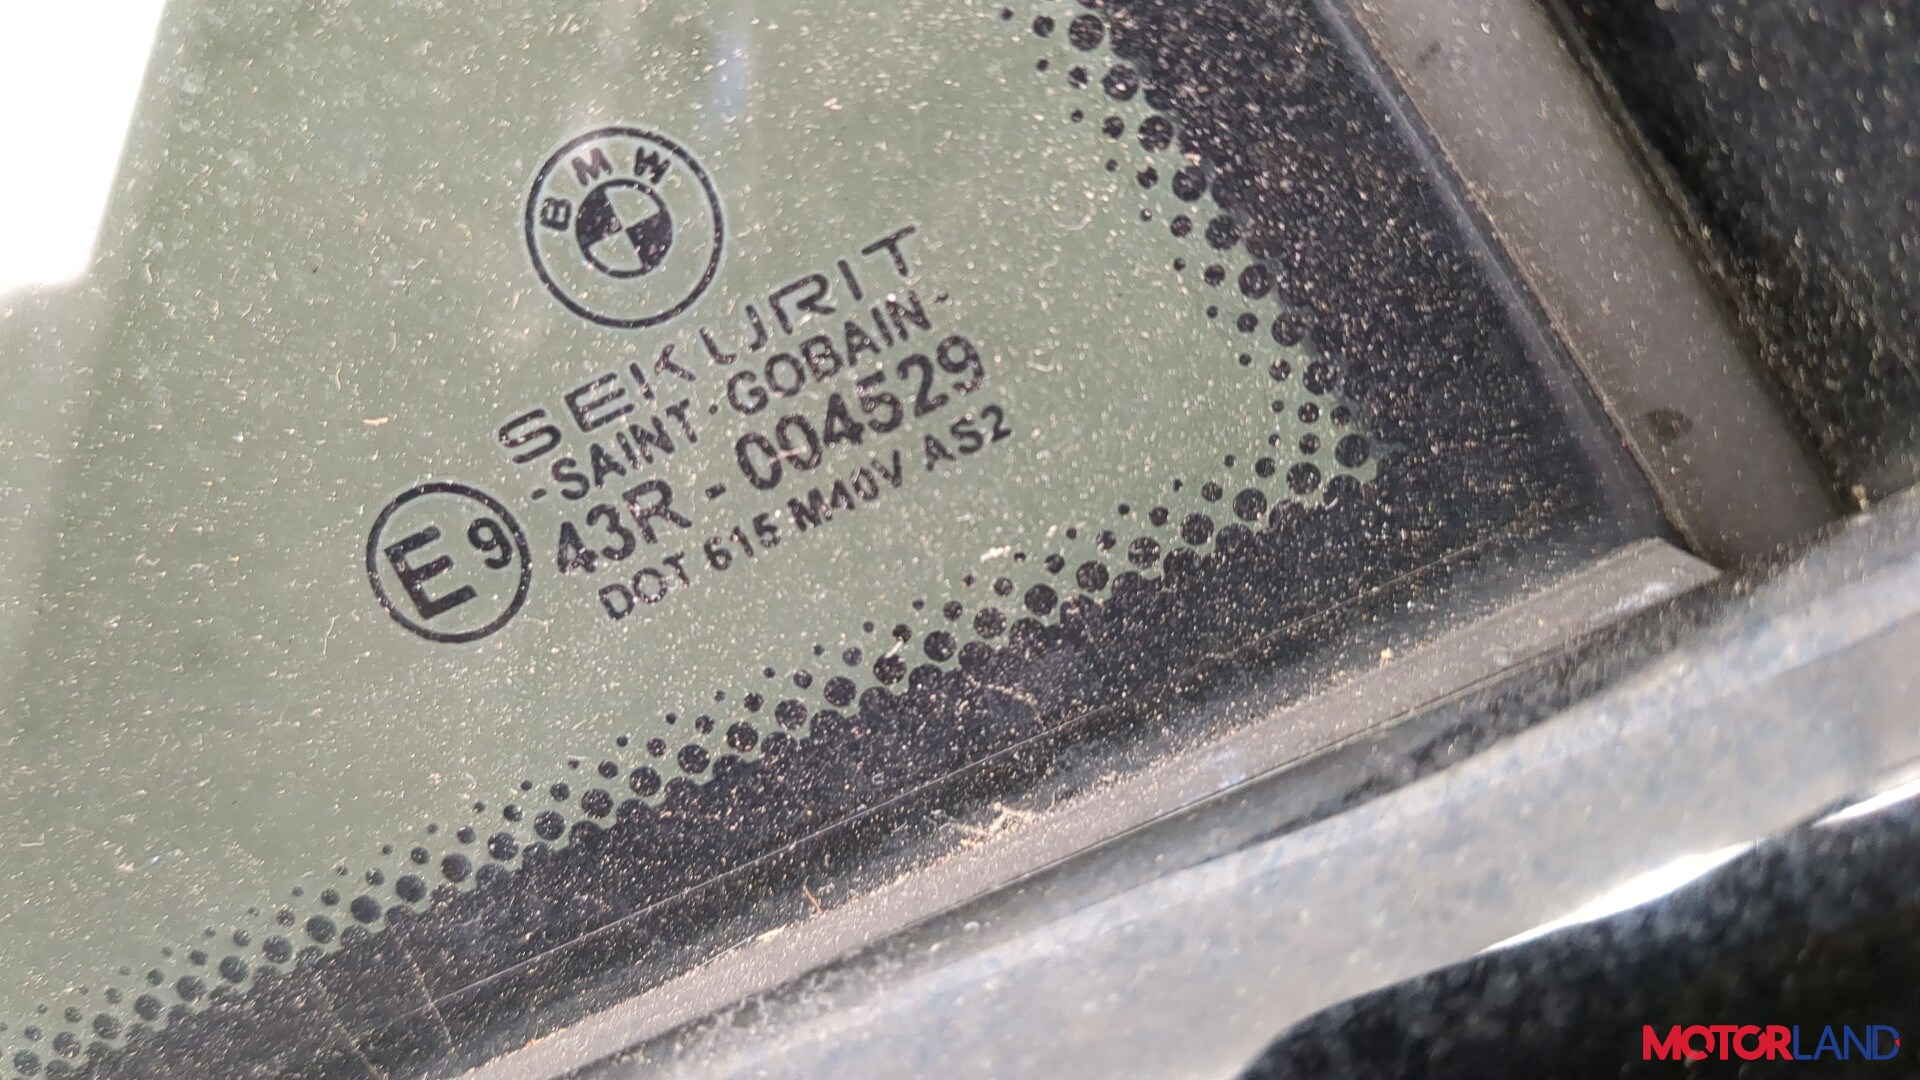 BMW
SEKURIT
-SAINT-GOBAIN-
E9
43R-004529
DOT 615 M40V AS2
MOTORLAND